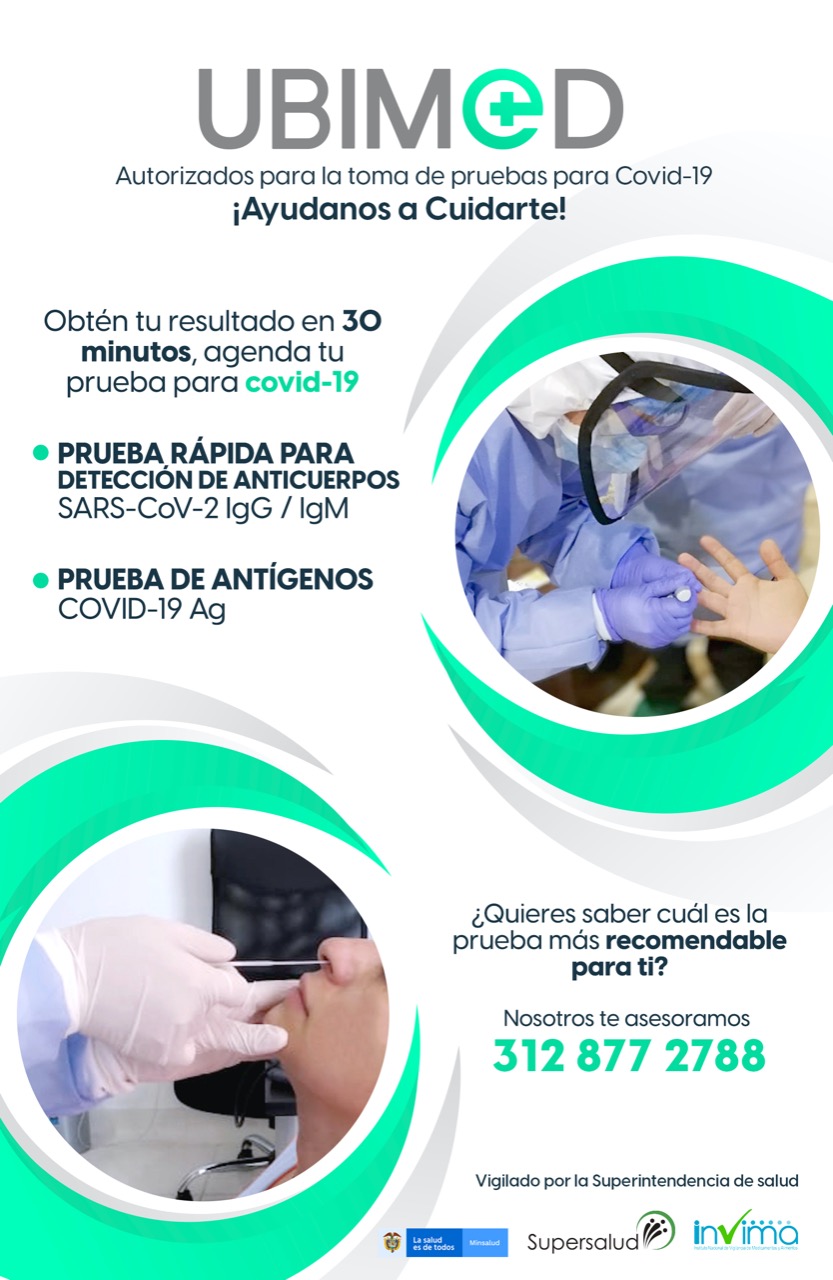 UBIMeD
Autorizados para la toma de pruebas para Covid-19
¡Ayudanos a Cuidarte!
Obtén tu resultado en 30
minutos, agenda tu
prueba para covid-19
PRUEBA RÁPIDA PARA
DETECCIÓN DE ANTICUERPOS
SARS-CoV-2 IgG / IgM
PRUEBA DE ANTÍGENOS
COVID-19 Ag
¿Quieres saber cuál es la
prueba más recomendable
para ti?
Nosotros te asesoramos
312 877 2788
Vigilado por la Superintendencia de salud
La salud
es de todos
Minsalud
Supersalud
invima